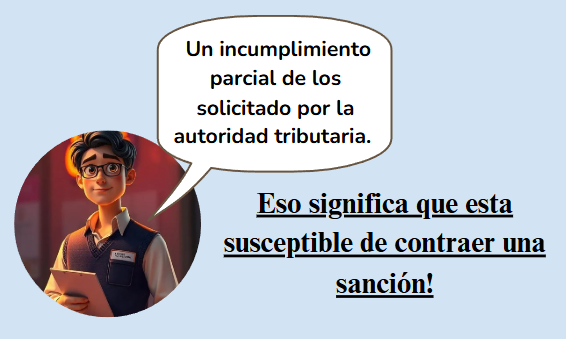 Un incumplimiento
parcial de los
solicitado por la
autoridad tributaria.
Eso significa que esta
susceptible de contraer una
sanción!